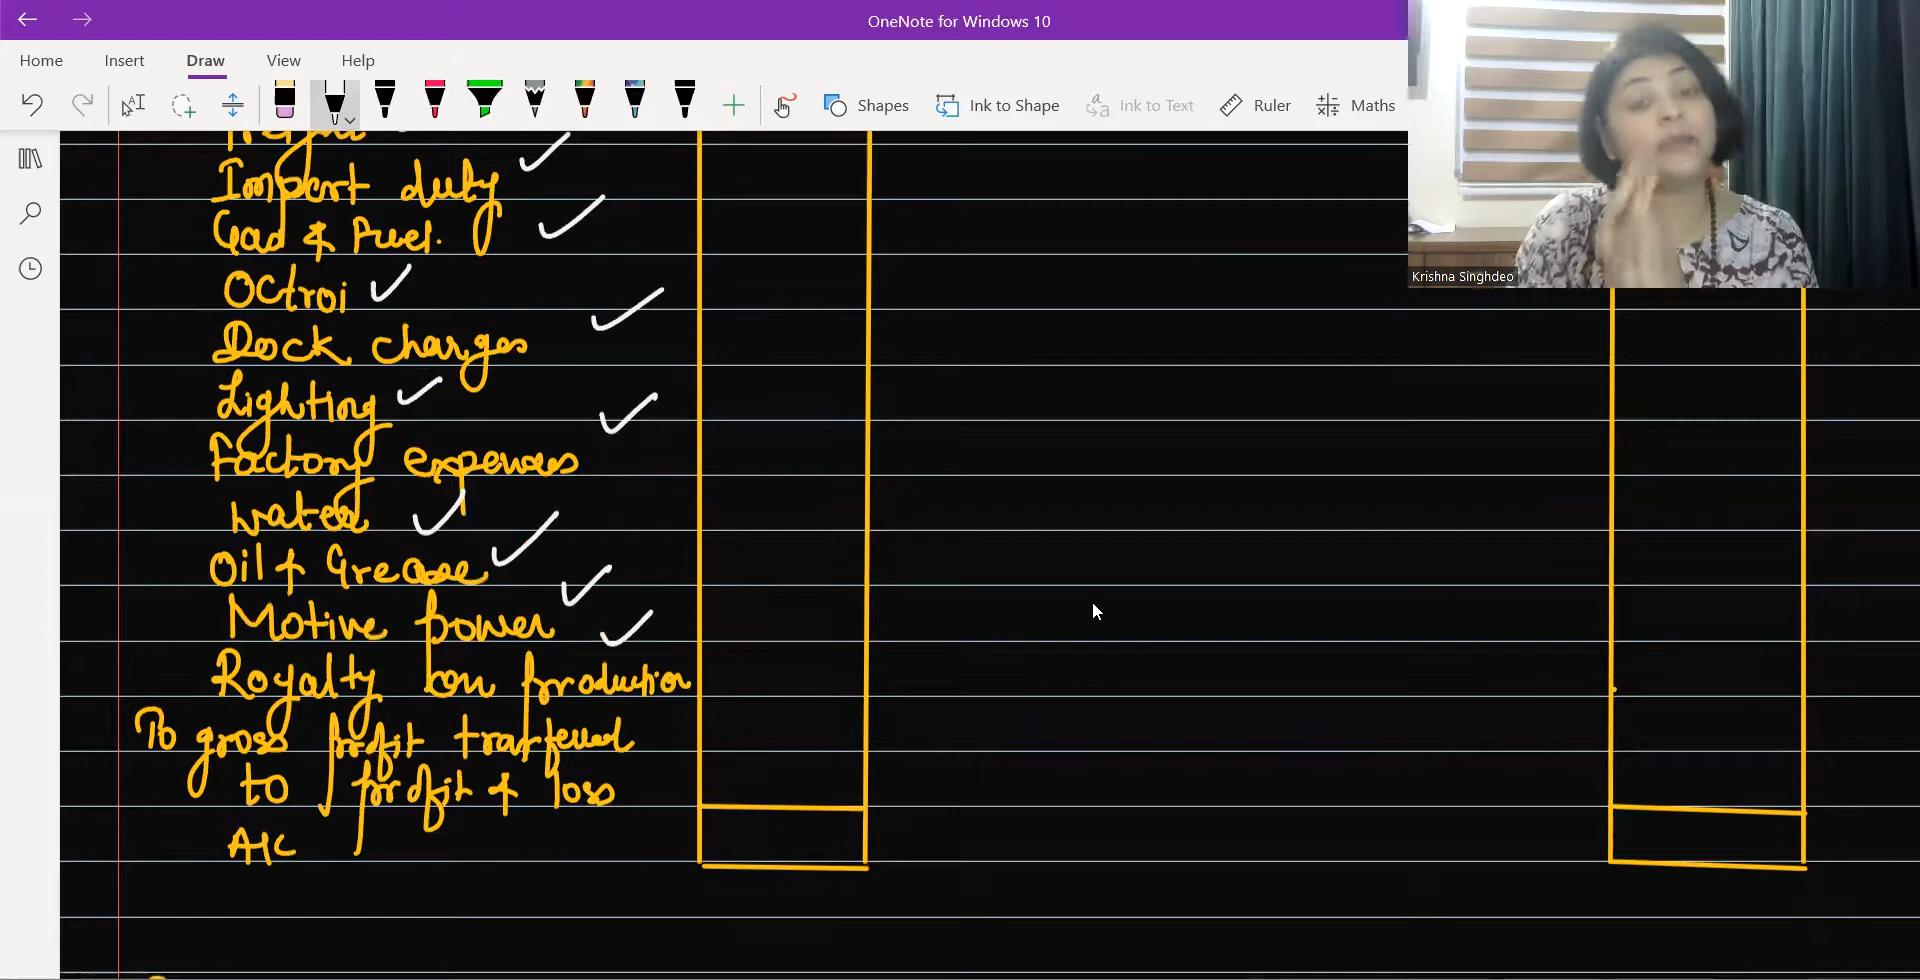 OneNote for Windows 10
Home Insert Draw View Help
Shapes Ink to Shape Ink to Text Ruler Maths
Krishna Singhdeo
Import duty
Gas & Fuel.
Octroi
Dock charges
Lighting
Factory expenses
water
Oil & Grease
Motive power
Royalty on production
To gross profit
to profit & loss
A/c